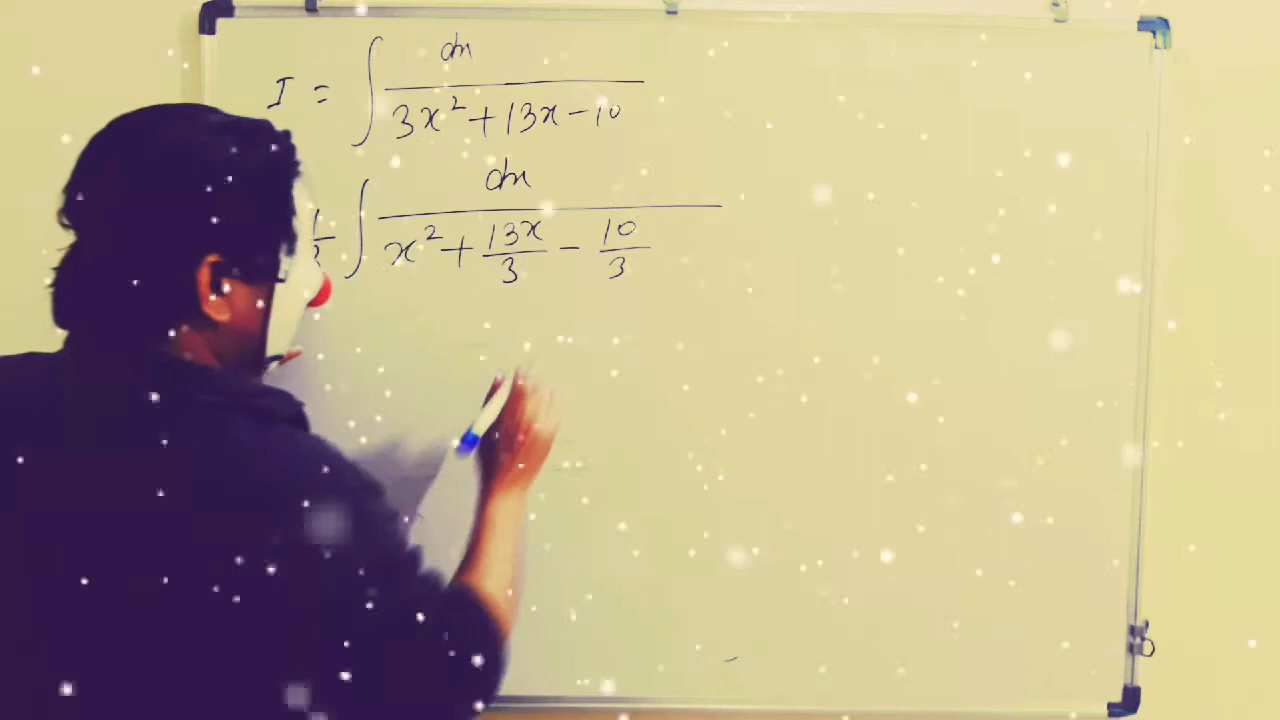 I = ∫ dx / 3x² + 13x - 10
1/3 ∫ dx / x² + 13x/3 - 10/3